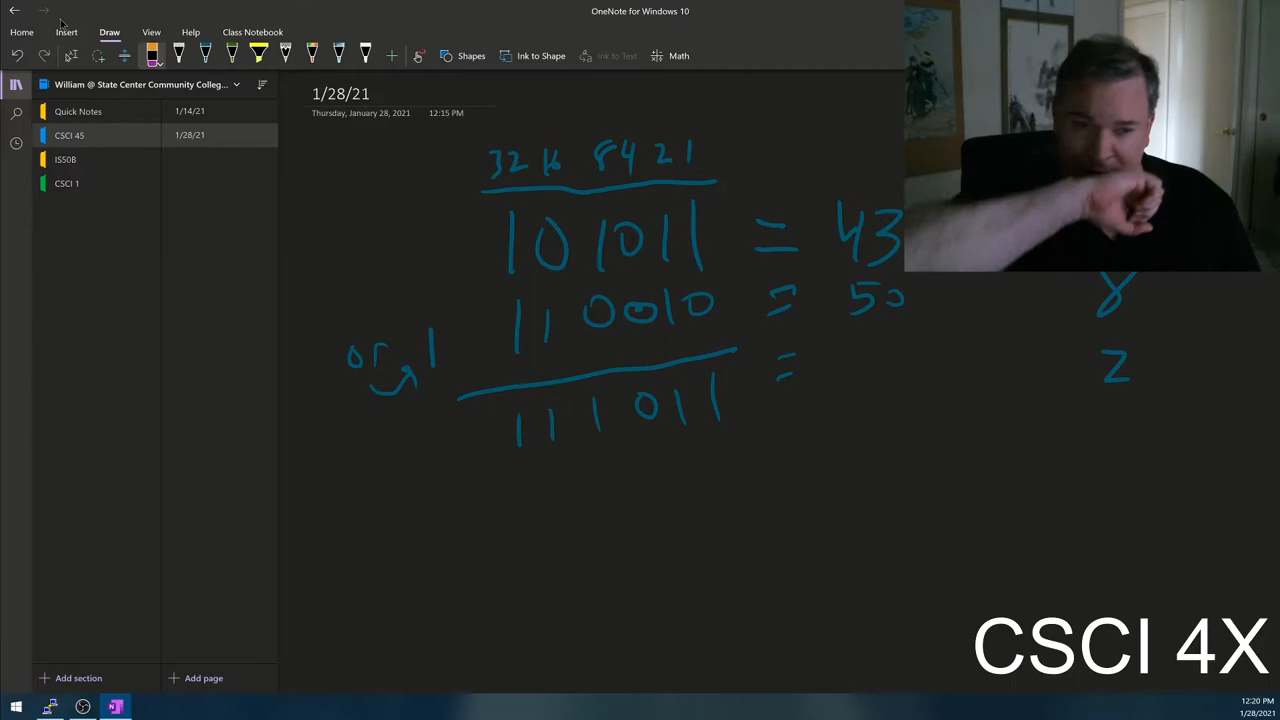 OneNote for Windows 10
Home Insert Draw View Help Class Notebook
Shapes Ink to Shape Ink to Text Math
William @ State Center Community Colleg...
Quick Notes 1/14/21
CSCI 45 1/28/21
IS50B
CSCI 1
1/28/21
Thursday, January 28, 2021 12:15 PM
32 16 8 4 2 1
101011 = 43
110010 = 50
or |
z
111011 =
CSCI 4X
Add section Add page
12:20 PM
1/28/2021